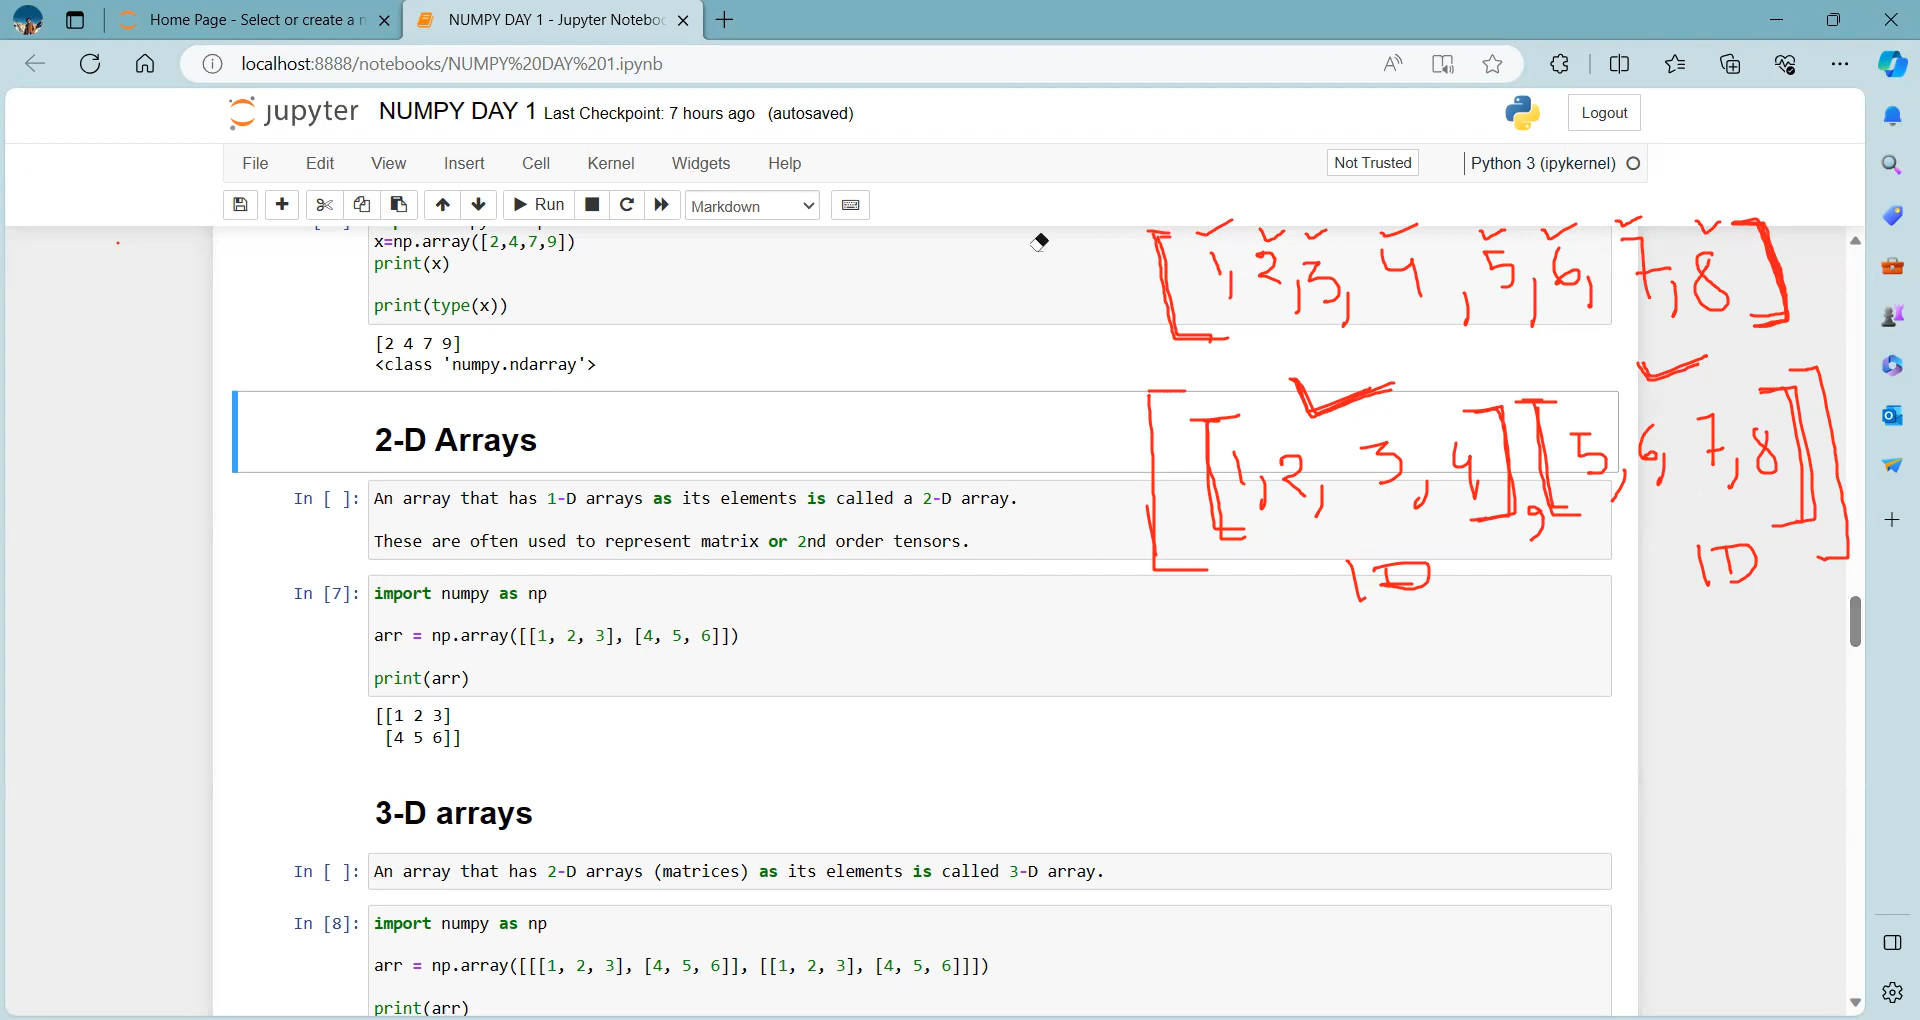 Home Page - Select or create a n
NUMPY DAY 1 - Jupyter Noteboo
localhost:8888/notebooks/NUMPY%20DAY%201.ipynb
jupyter NUMPY DAY 1 Last Checkpoint: 7 hours ago (autosaved)
Logout
File Edit View Insert Cell Kernel Widgets Help
Not Trusted
Python 3 (ipykernel)
Run
Markdown
x=np.array([2,4,7,9])
print(x)
print(type(x))
[2 4 7 9]
<class 'numpy.ndarray'>
[1,2,3,4,5,6,7,8]
2-D Arrays
[[1,2,3,4],[5,6,7,8]]
1D
1D
In [ ]: An array that has 1-D arrays as its elements is called a 2-D array.
These are often used to represent matrix or 2nd order tensors.
In [7]: import numpy as np
arr = np.array([[1, 2, 3], [4, 5, 6]])
print(arr)
[[1 2 3]
[4 5 6]]
3-D arrays
In [ ]: An array that has 2-D arrays (matrices) as its elements is called 3-D array.
In [8]: import numpy as np
arr = np.array([[[1, 2, 3], [4, 5, 6]], [[1, 2, 3], [4, 5, 6]]])
print(arr)